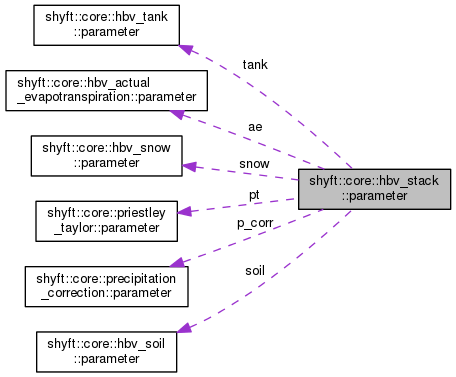 shyft::core::hbv_tank
::parameter
tank
shyft::core::hbv_actual
_evapotranspiration::parameter
ae
shyft::core::hbv_snow
::parameter
snow
shyft::core::hbv_stack
::parameter
pt
shyft::core::priestley
_taylor::parameter
p_corr
shyft::core::precipitation
_correction::parameter
soil
shyft::core::hbv_soil
::parameter